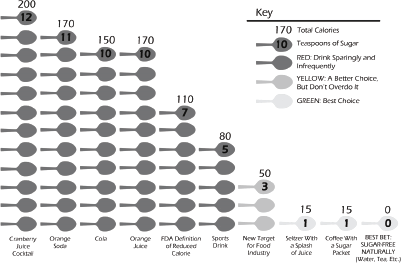 200
12
170
11
150
10
170
10
110
7
80
5
50
3
15
1
15
1
0
0
Key
170 Total Calories
10 Teaspoons of Sugar
RED: Drink Sparingly and
Infrequently
YELLOW: A Better Choice,
But Don't Overdo It
GREEN: Best Choice
Cranberry
Juice
Cocktail
Orange
Soda
Cola
Orange
Juice
FDA Definition
of Reduced
Calorie
Sports
Drink
New Target
for Food
Industry
Seltzer With
a Splash
of Juice
Coffee With
a Sugar
Packet
BEST BET:
SUGAR-FREE
NATURALLY
(Water, Tea, Etc.)